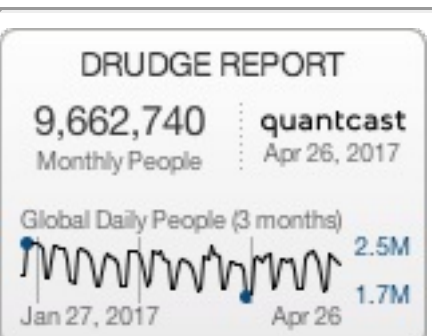 DRUDGE REPORT
9,662,740
Monthly People
quantcast
Apr 26, 2017
Global Daily People (3 months)
2.5M
1.7M
Jan 27, 2017 Apr 26